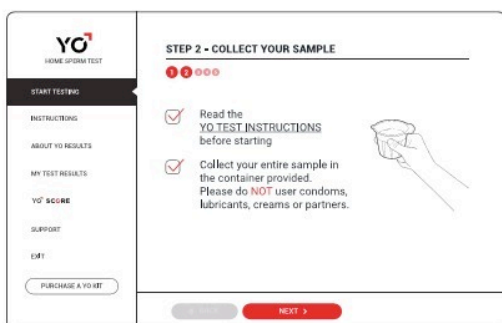 YO
HOME SPERM TEST
START TESTING
INSTRUCTIONS
ABOUT YO RESULTS
MY TEST RESULTS
YO SCORE
SUPPORT
EXIT
PURCHASE A YO KIT
STEP 2 - COLLECT YOUR SAMPLE
1 2
Read the
YO TEST INSTRUCTIONS
before starting
Collect your entire sample in
the container provided.
Please do NOT user condoms,
lubricants, creams or partners.
NEXT >